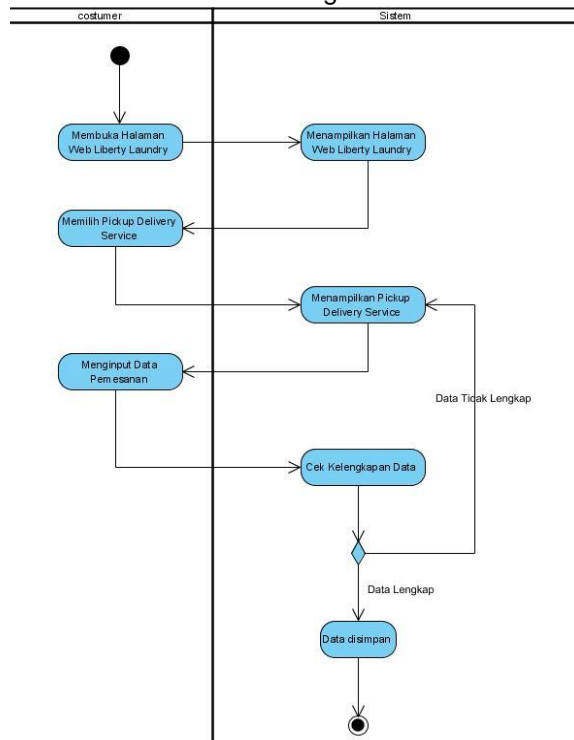 costumer
Sistem
Membuka Halaman
Web Liberty Laundry
Menampilkan Halaman
Web Liberty Laundry
Memilih Pickup Delivery
Service
Menampilkan Pickup
Delivery Service
Menginput Data
Pemesanan
Data Tidak Lengkap
Cek Kelengkapan Data
Data Lengkap
Data disimpan